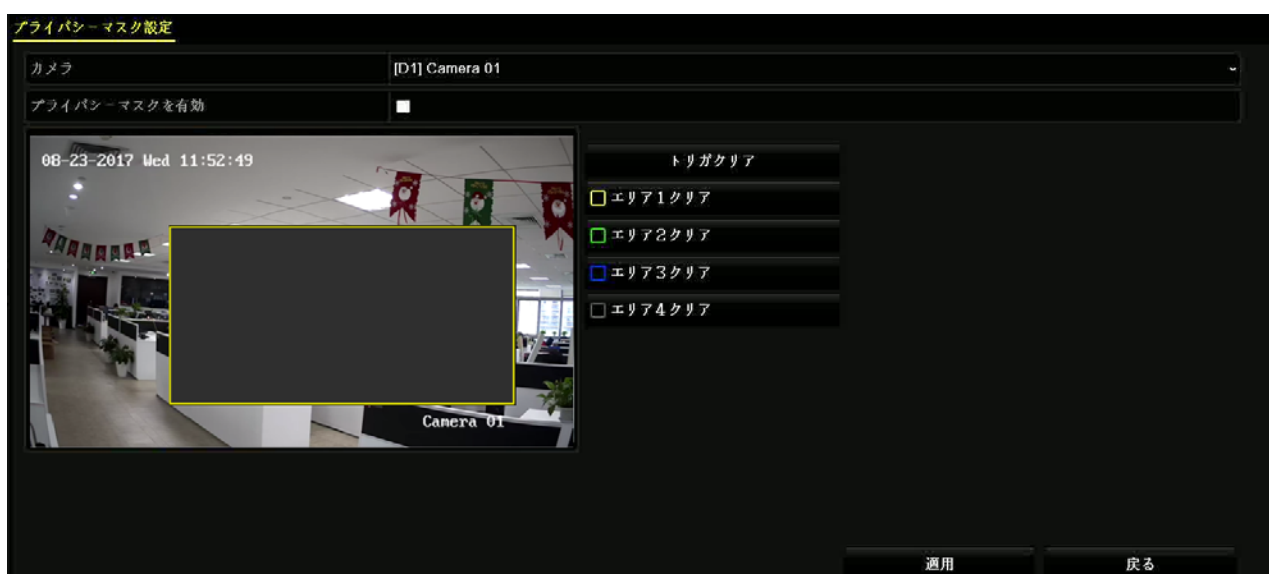 プライバシーマスク設定
カメラ [D1] Camera 01
プライバシーマスクを有効
08-23-2017 Wed 11:52:49
トリガクリア
エリア1クリア
エリア2クリア
エリア3クリア
エリア4クリア
Camera 01
適用 戻る